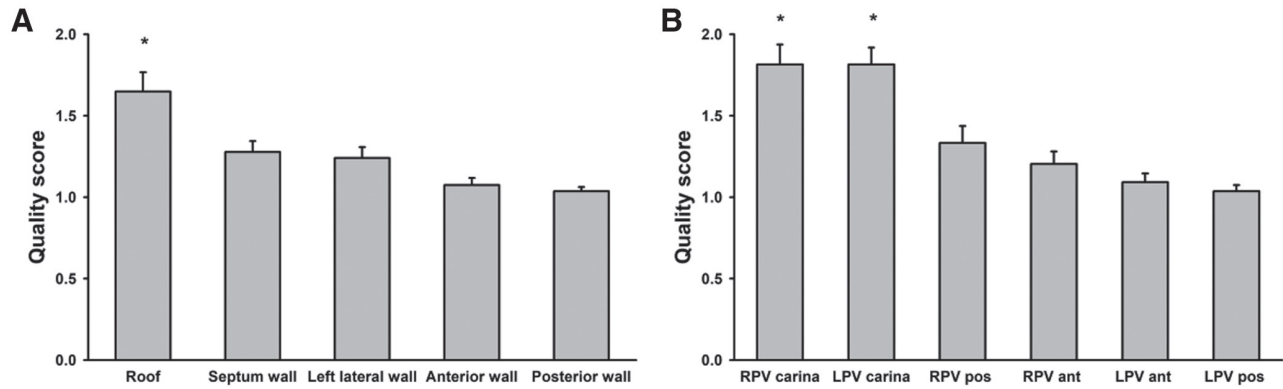 A
Quality score
2.0
1.5
1.0
0.5
0.0
*
Roof
Septum wall
Left lateral wall
Anterior wall
Posterior wall
B
Quality score
2.0
1.5
1.0
0.5
0.0
*
*
RPV carina
LPV carina
RPV pos
RPV ant
LPV ant
LPV pos